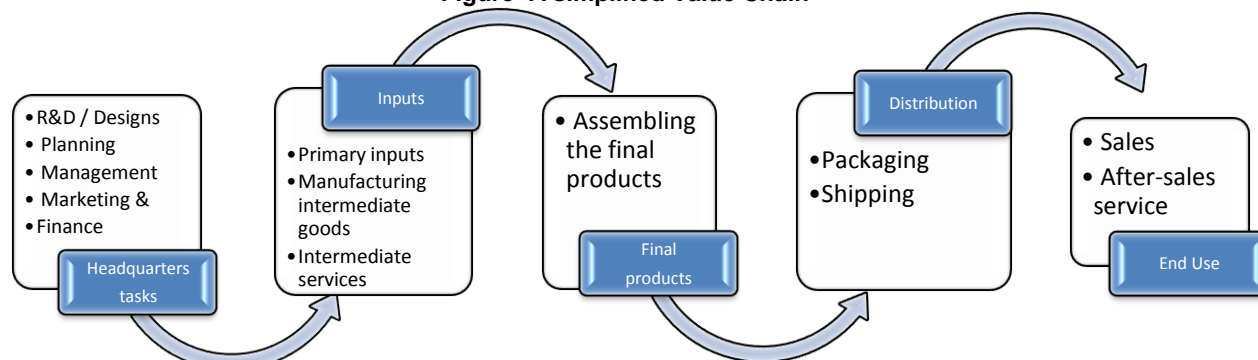 Figure Simplified Value Chain
•R&D / Designs
• Planning
• Management
• Marketing &
•Finance
Headquarters
tasks
Inputs
•Primary inputs
•Manufacturing
intermediate
goods
•Intermediate
services
• Assembling
the final
products
Final
products
Distribution
•Packaging
•Shipping
• Sales
• After-sales
service
End Use